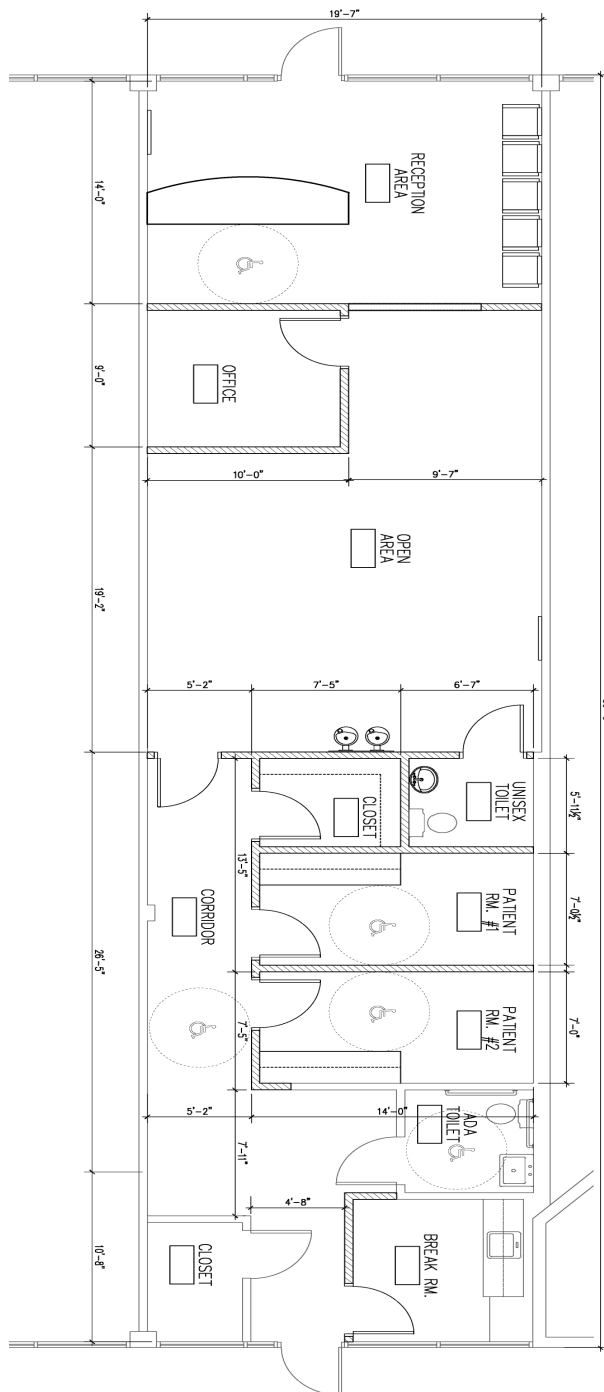 19'-7"
RECEPTION
AREA
14'-0"
OFFICE
9'-0"
10'-0"
9'-7"
OPEN
AREA
19'-2"
5'-2"
7'-5"
6'-7"
UNISEX
TOILET
5'-11½"
CLOSET
13'-5"
CORRIDOR
PATIENT
RM. #1
7'-0½"
26'-5"
PATIENT
RM. #2
7'-0"
7'-5"
5'-2"
14'-0"
ADA
TOILET
7'-11"
4'-8"
CLOSET
BREAK RM.
10'-8"